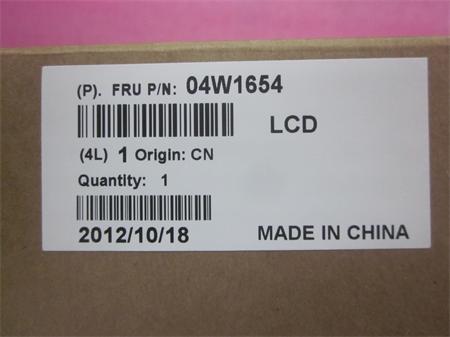 (P). FRU P/N: 04W1654
LCD
(4L) 1 Origin: CN
Quantity: 1
2012/10/18 MADE IN CHINA